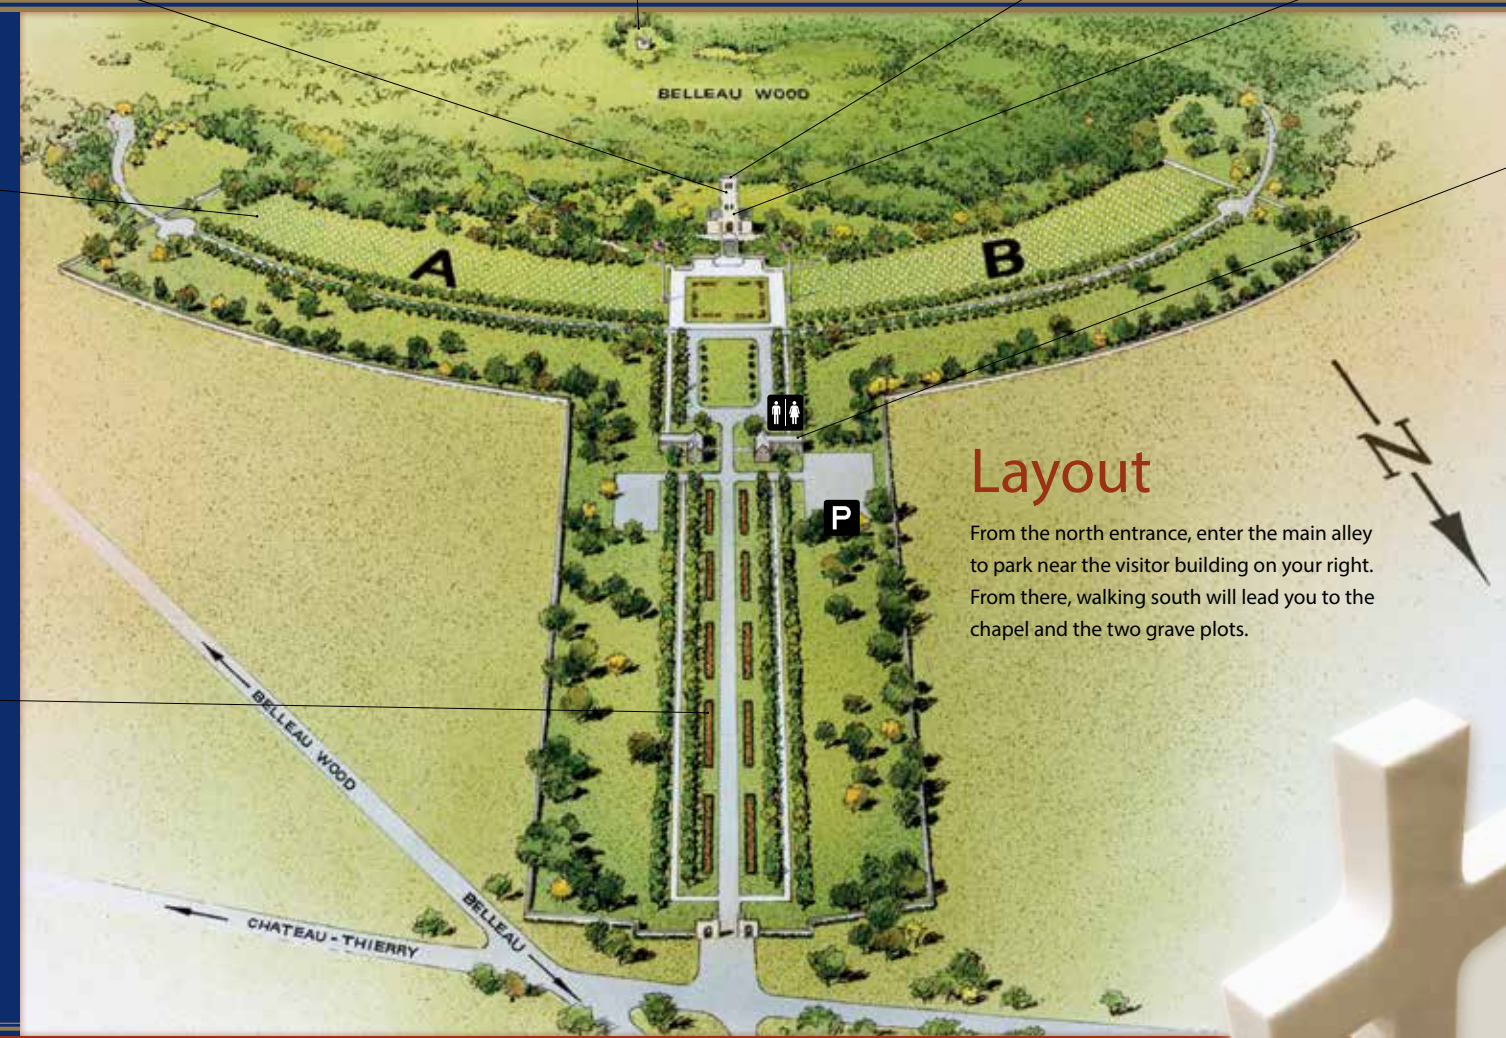 BELLEAU WOOD
A
B
N
Layout
From the north entrance, enter the main alley
to park near the visitor building on your right.
From there, walking south will lead you to the
chapel and the two grave plots.
P
BELLEAU WOOD
BELLEAU
CHATEAU - THIERRY